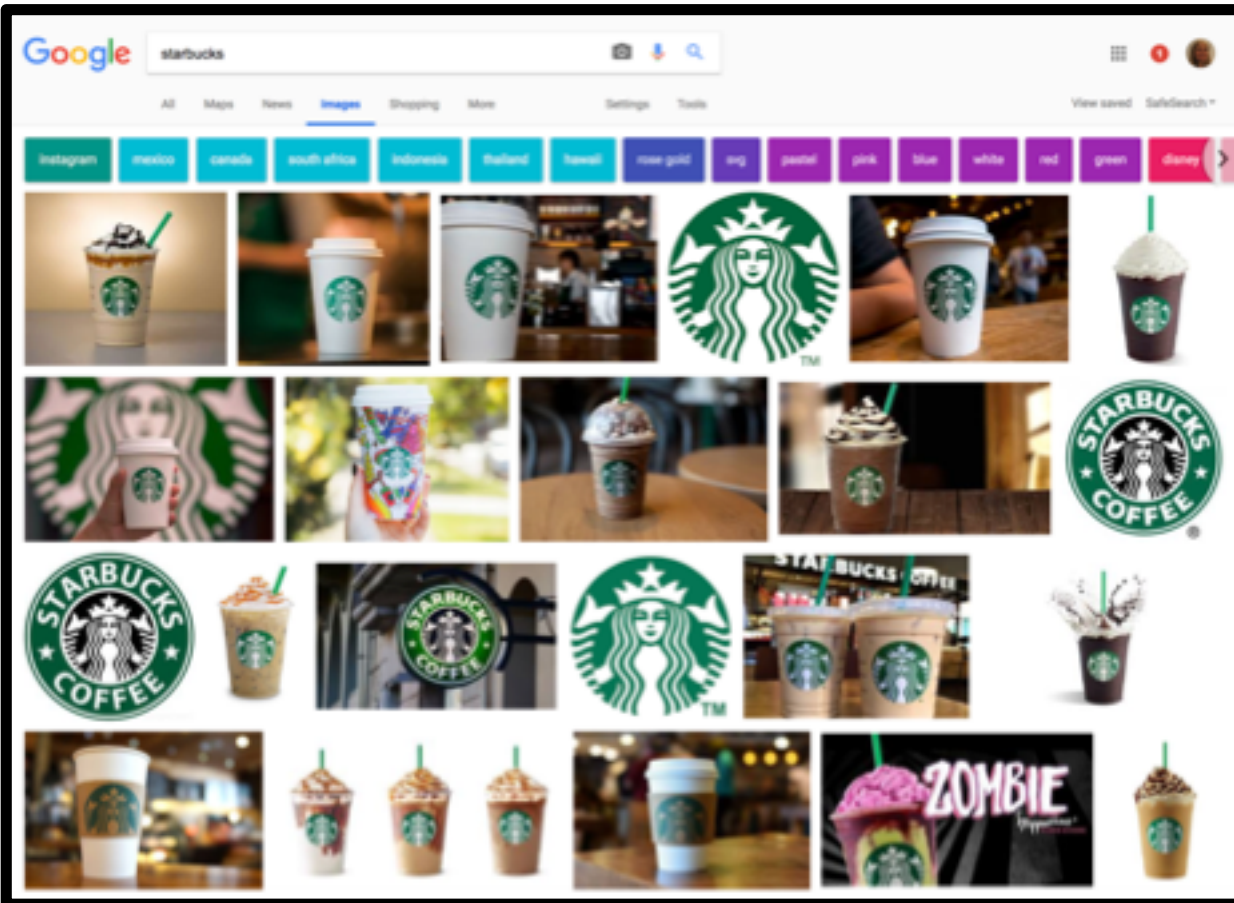 Google starbucks 1
All Maps News Images Shopping More Settings Tools View saved SafeSearch
instagram mexico canada south africa indonesia thailand hawaii rose gold svg pastel pink blue white red green disney
TM
STARBUCKS
COFFEE
®
STARBUCKS
COFFEE
STARBUCKS
COFFEE
TM
STARBUCKS COFFEE
ZOMBIE
frappuccino